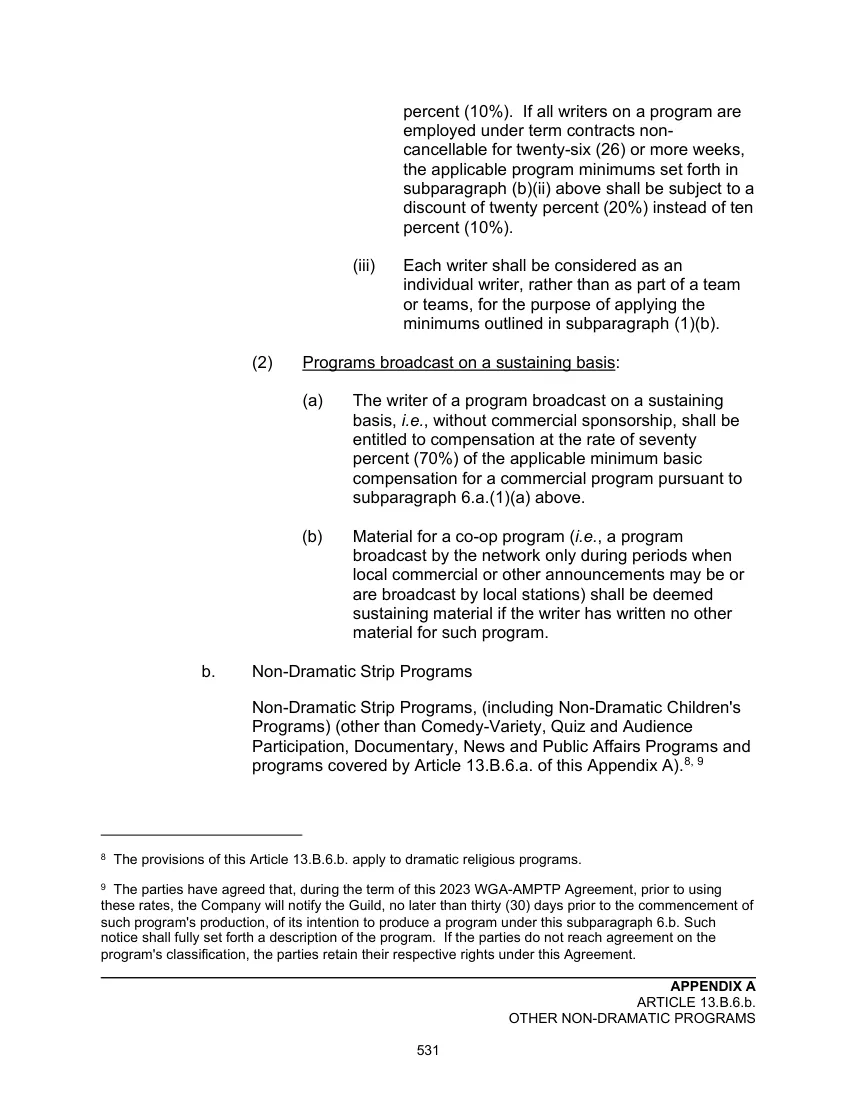 percent (10%).  If all writers on a program are
employed under term contracts non-
cancellable for twenty-six (26) or more weeks,
the applicable program minimums set forth in
subparagraph (b)(ii) above shall be subject to a
discount of twenty percent (20%) instead of ten
percent (10%).
(iii) Each writer shall be considered as an
individual writer, rather than as part of a team
or teams, for the purpose of applying the
minimums outlined in subparagraph (1)(b).
(2) Programs broadcast on a sustaining basis:
(a) The writer of a program broadcast on a sustaining
basis, i.e., without commercial sponsorship, shall be
entitled to compensation at the rate of seventy
percent (70%) of the applicable minimum basic
compensation for a commercial program pursuant to
subparagraph 6.a.(1)(a) above.
(b) Material for a co-op program (i.e., a program
broadcast by the network only during periods when
local commercial or other announcements may be or
are broadcast by local stations) shall be deemed
sustaining material if the writer has written no other
material for such program.
b. Non-Dramatic Strip Programs
Non-Dramatic Strip Programs, (including Non-Dramatic Children's
Programs) (other than Comedy-Variety, Quiz and Audience
Participation, Documentary, News and Public Affairs Programs and
programs covered by Article 13.B.6.a. of this Appendix A).8, 9
8 The provisions of this Article 13.B.6.b. apply to dramatic religious programs.
9 The parties have agreed that, during the term of this 2023 WGA-AMPTP Agreement, prior to using
these rates, the Company will notify the Guild, no later than thirty (30) days prior to the commencement of
such program's production, of its intention to produce a program under this subparagraph 6.b. Such
notice shall fully set forth a description of the program.  If the parties do not reach agreement on the
program's classification, the parties retain their respective rights under this Agreement.
APPENDIX A
ARTICLE 13.B.6.b.
OTHER NON-DRAMATIC PROGRAMS
531